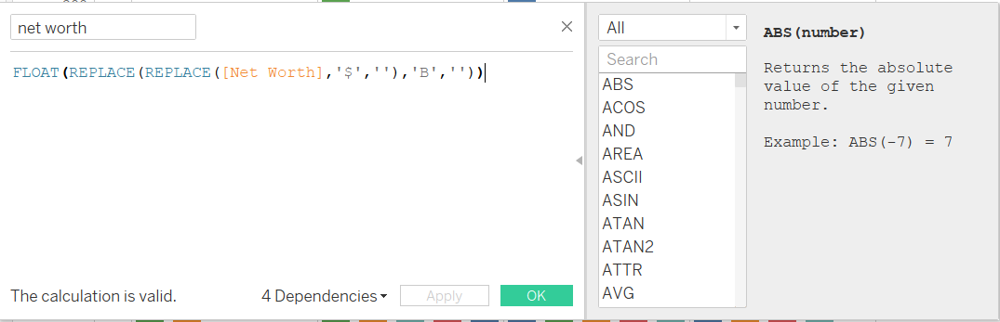 net worth
FLOAT(REPLACE(REPLACE([Net Worth],'$',''),'B',''))
The calculation is valid.
4 Dependencies
Apply
OK
All
Search
ABS
ACOS
AND
AREA
ASCII
ASIN
ATAN
ATAN2
ATTR
AVG
ABS(number)
Returns the absolute
value of the given
number.
Example: ABS(-7) = 7